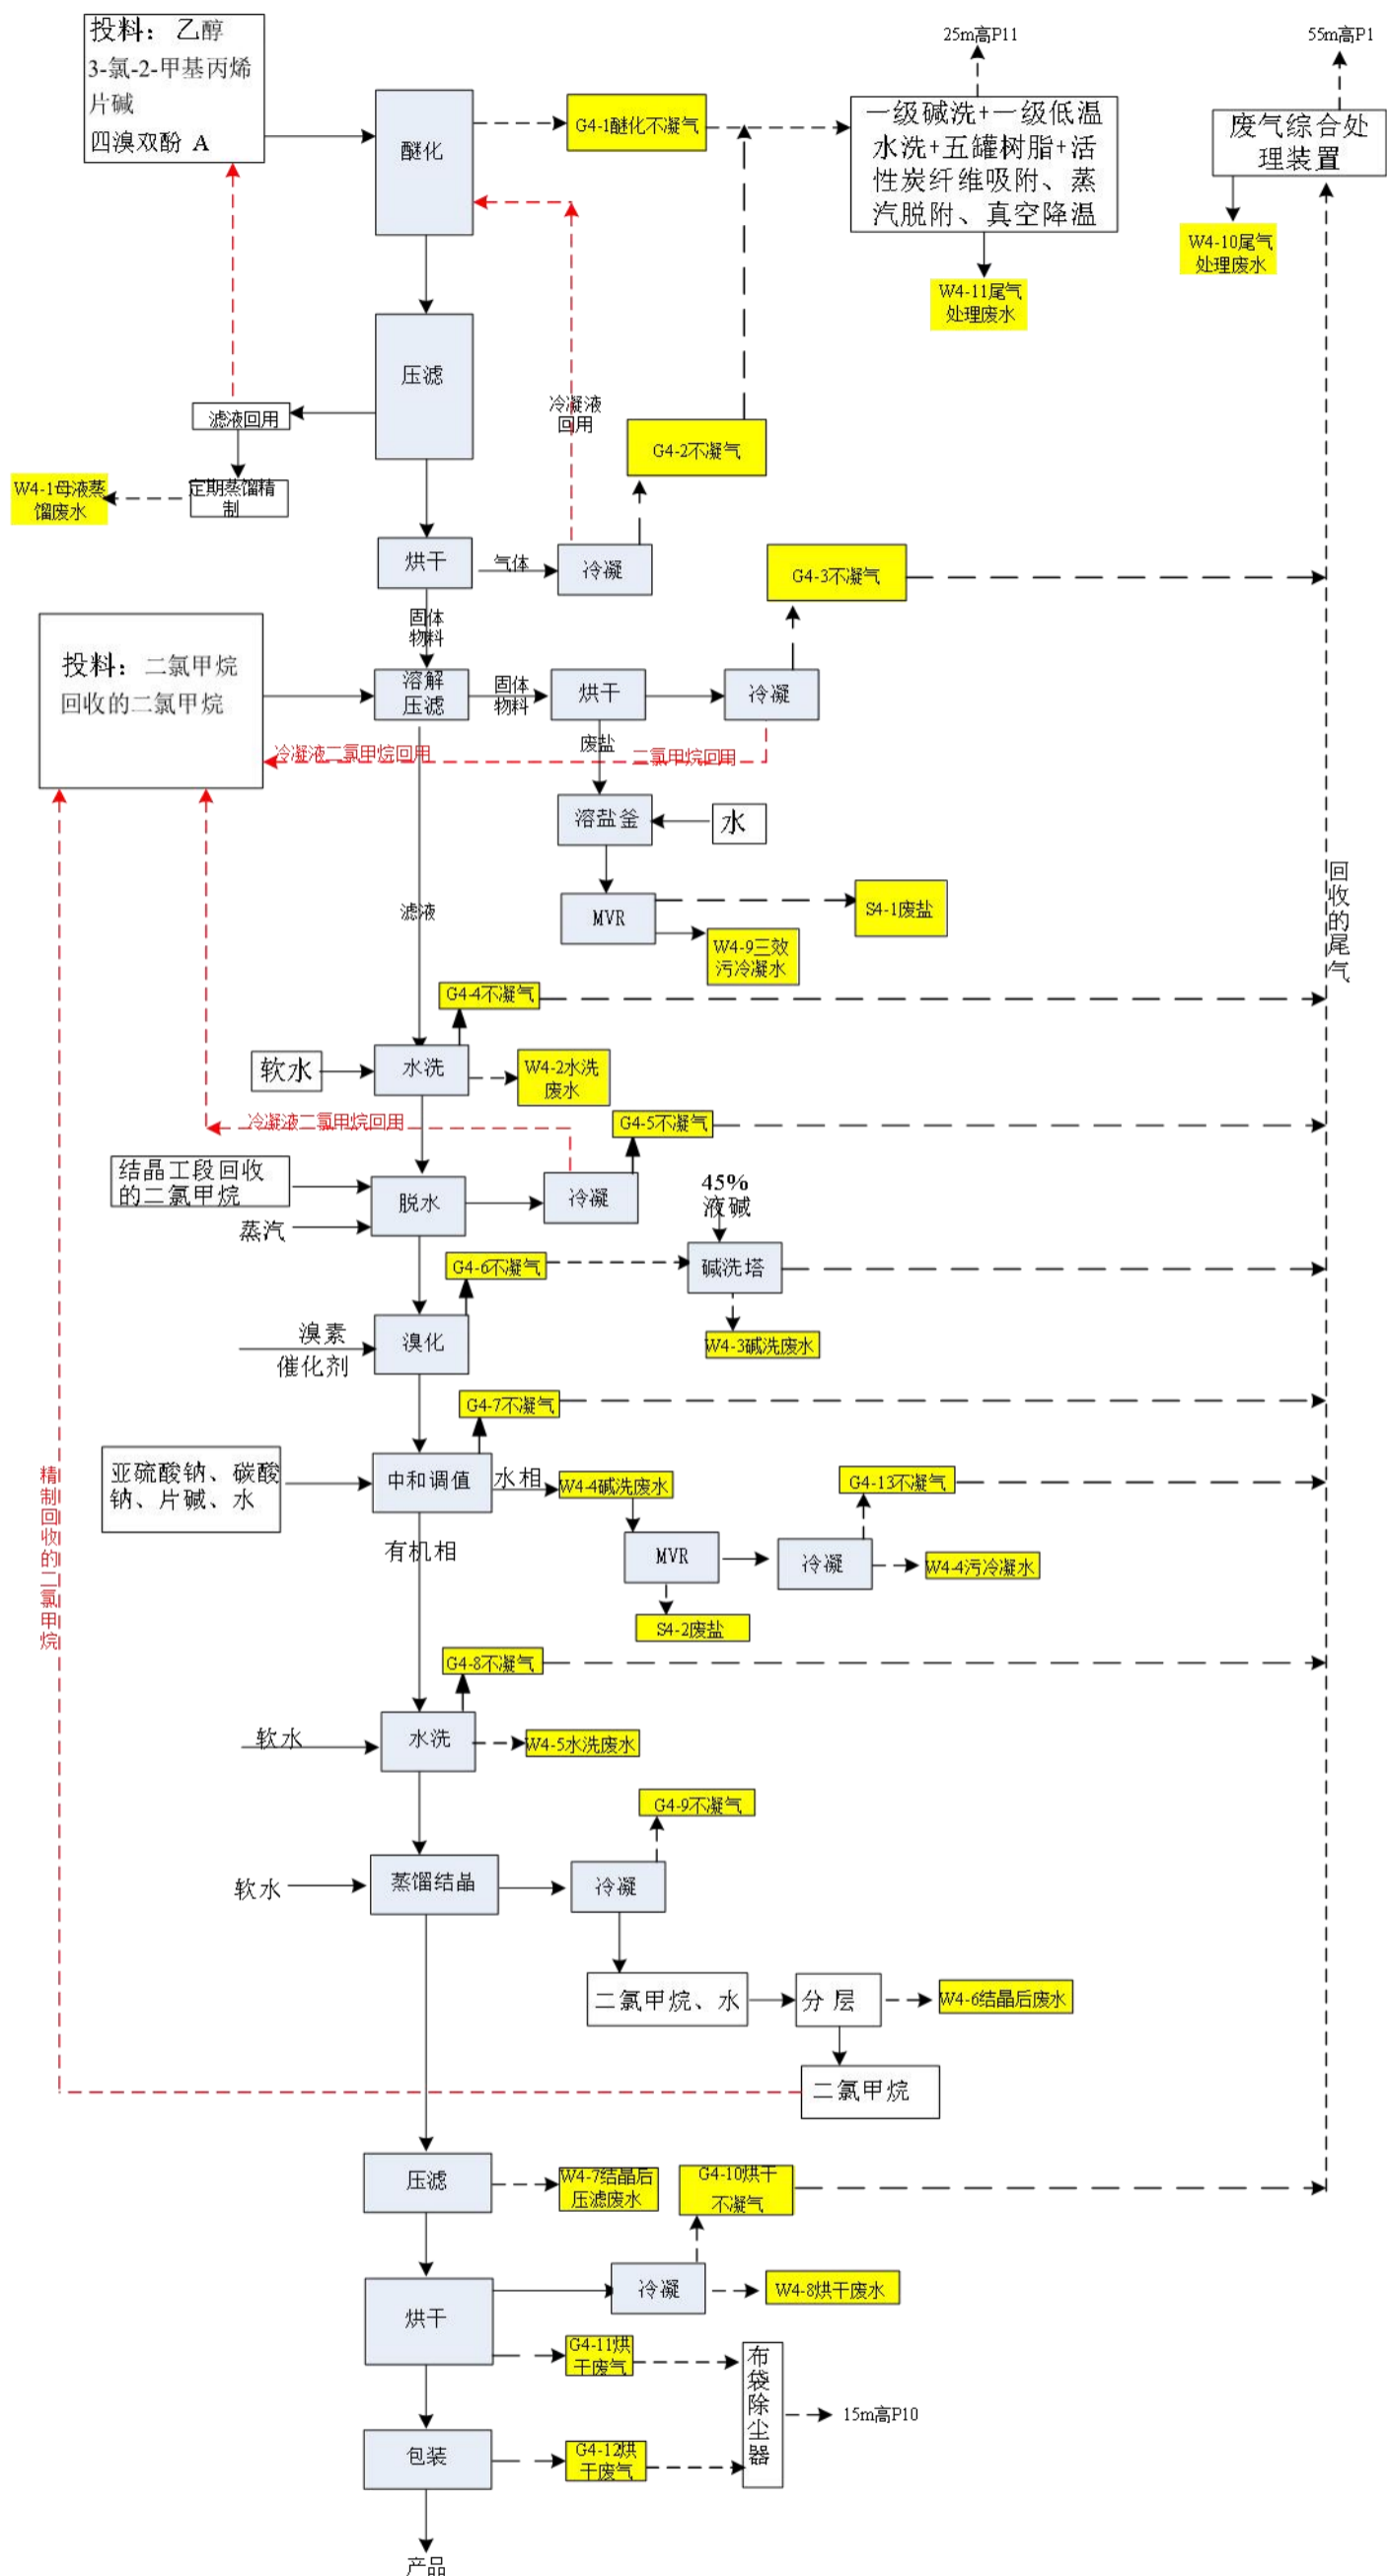 投料：乙醇
3-氯-2-甲基丙烯
片碱
四溴双酚 A
醚化
G4-1醚化不凝气
25m高P11
一级碱洗+一级低温
水洗+五罐树脂+活
性炭纤维吸附、蒸
汽脱附、真空降温
W4-11尾气
处理废水
55m高P1
废气综合处
理装置
W4-10尾气
处理废水
压滤
滤液回用
定期蒸馏精
制
W4-1母液蒸
馏废水
冷凝液
回用
G4-2不凝气
烘干
气体
冷凝
G4-3不凝气
固体
物料
投料：二氯甲烷
回收的二氯甲烷
溶解
压滤
固体
物料
烘干
冷凝
冷凝液二氯甲烷回用
二氯甲烷回用
废盐
溶盐釜
水
MVR
S4-1废盐
W4-9三效
污冷凝水
滤液
回收的尾气
G4-4不凝气
软水
水洗
W4-2水洗
废水
冷凝液二氯甲烷回用
G4-5不凝气
结晶工段回收
的二氯甲烷
蒸汽
脱水
冷凝
45%
液碱
G4-6不凝气
碱洗塔
W4-3碱洗废水
溴素
催化剂
溴化
G4-7不凝气
亚硫酸钠、碳酸
钠、片碱、水
中和调值
水相
W4-4碱洗废水
G4-13不凝气
MVR
冷凝
W4-4污冷凝水
S4-2废盐
有机相
精制回收的二氯甲烷
G4-8不凝气
软水
水洗
W4-5水洗废水
G4-9不凝气
软水
蒸馏结晶
冷凝
二氯甲烷、水
分 层
W4-6结晶后废水
二氯甲烷
压滤
W4-7结晶后
压滤废水
G4-10烘干
不凝气
烘干
冷凝
W4-8烘干废水
G4-11烘
干废气
布袋除尘器
15m高P10
包装
G4-12烘
干废气
产品